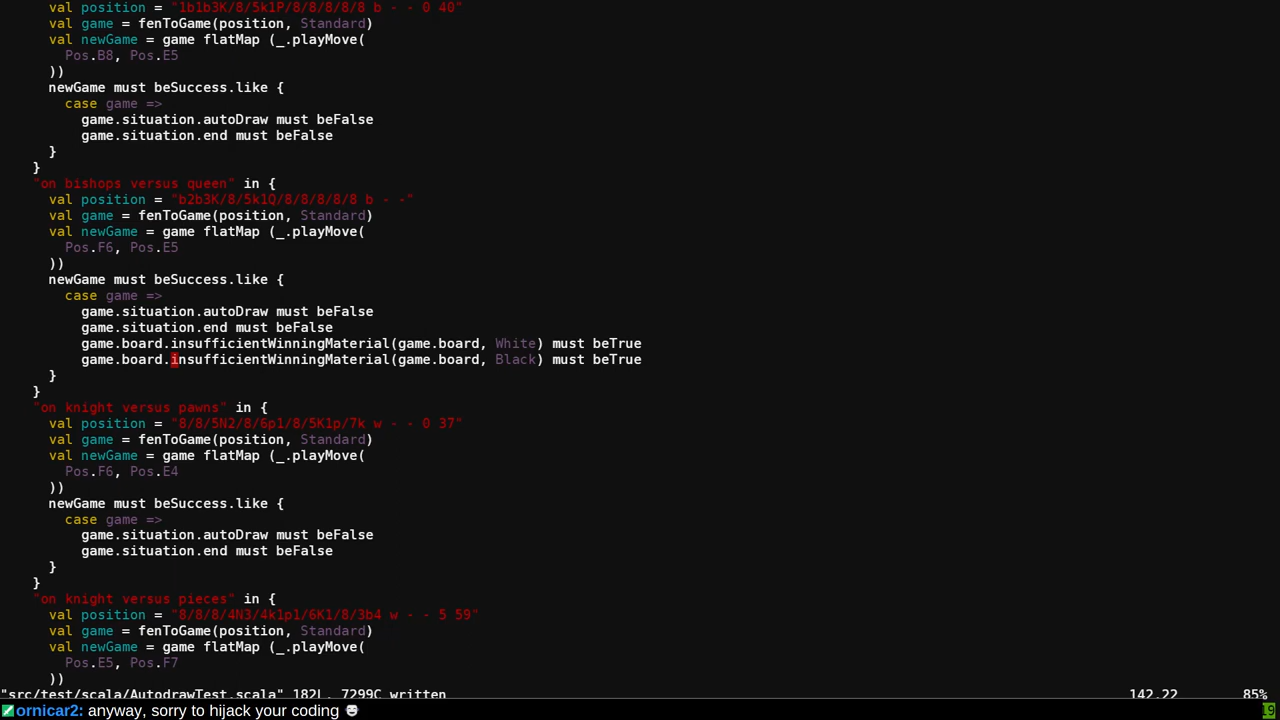 val position = "1b1b3K/8/5k1P/8/8/8/8/8 b - - 0 40"
val game = fenToGame(position, Standard)
val newGame = game flatMap (_.playMove(
Pos.B8, Pos.E5
))
newGame must beSuccess.like {
case game =>
game.situation.autoDraw must beFalse
game.situation.end must beFalse
}
}
"on bishops versus queen" in {
val position = "b2b3K/8/5k1Q/8/8/8/8/8 b - -"
val game = fenToGame(position, Standard)
val newGame = game flatMap (_.playMove(
Pos.F6, Pos.E5
))
newGame must beSuccess.like {
case game =>
game.situation.autoDraw must beFalse
game.situation.end must beFalse
game.board.insufficientWinningMaterial(game.board, White) must beTrue
game.board.insufficientWinningMaterial(game.board, Black) must beTrue
}
}
"on knight versus pawns" in {
val position = "8/8/5N2/8/6p1/8/5K1p/7k w - - 0 37"
val game = fenToGame(position, Standard)
val newGame = game flatMap (_.playMove(
Pos.F6, Pos.E4
))
newGame must beSuccess.like {
case game =>
game.situation.autoDraw must beFalse
game.situation.end must beFalse
}
}
"on knight versus pieces" in {
val position = "8/8/8/4N3/4k1p1/6K1/8/3b4 w - - 5 59"
val game = fenToGame(position, Standard)
val newGame = game flatMap (_.playMove(
Pos.E5, Pos.F7
))
"src/test/scala/AutodrawTest.scala" 182L, 7299C written 142,22 85%
ornicar2: anyway, sorry to hijack your coding